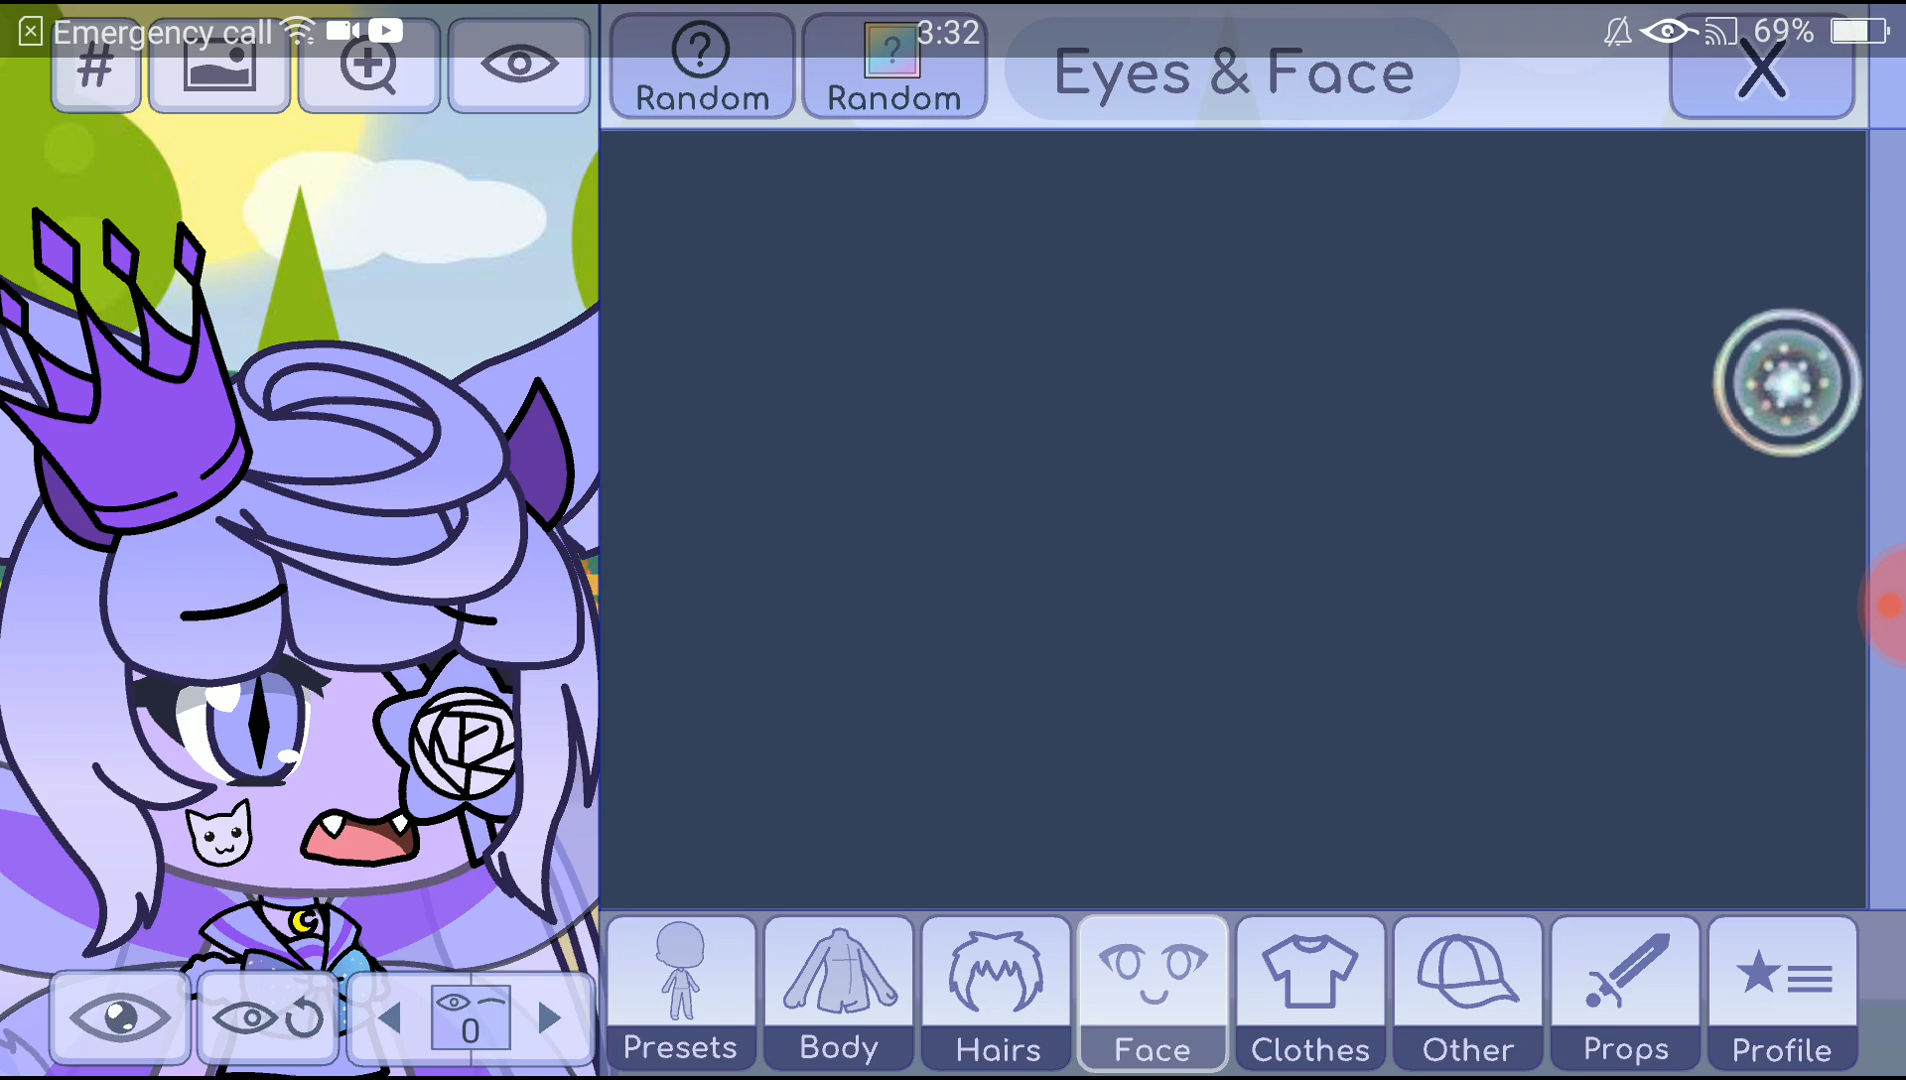 Emergency call 3:32 69%
# Random Random Eyes & Face X
0
Presets Body Hairs Face Clothes Other Props Profile